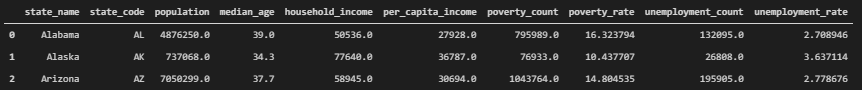 state_name state_code population median_age household_income per_capita_income poverty_count poverty_rate unemployment_count unemployment_rate
0 Alabama AL 4876250.0 39.0 50536.0 27928.0 795989.0 16.323794 132095.0 2.708946
1 Alaska AK 737068.0 34.3 77640.0 36787.0 76933.0 10.437707 26808.0 3.637114
2 Arizona AZ 7050299.0 37.7 58945.0 30694.0 1043764.0 14.804535 195905.0 2.778676